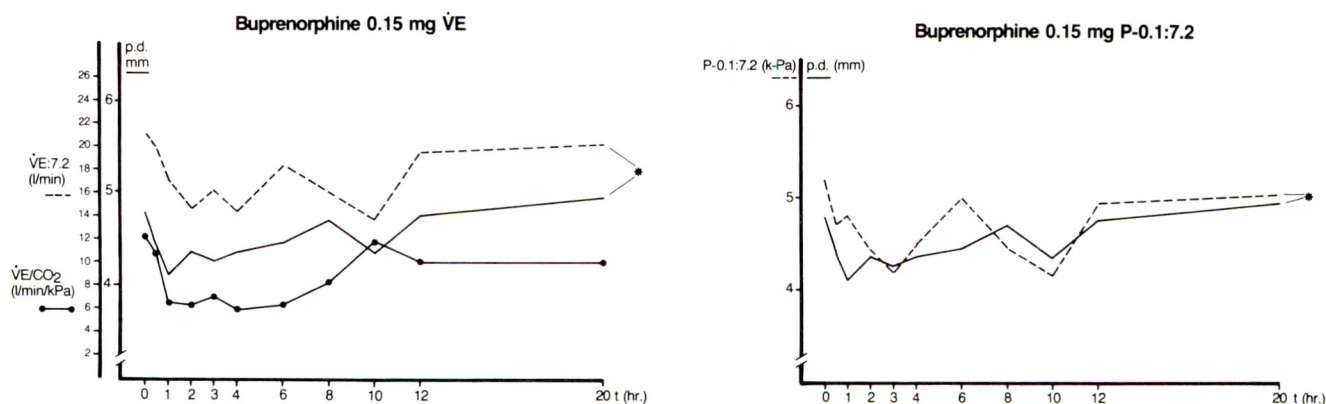 Buprenorphine 0.15 mg V̇E
p.d.
mm
26
24
22
20
18
16
14
12
10
8
6
4
2
6
5
4
V̇E:7.2
(l/min)
V̇E/CO2
(l/min/kPa)
*
0 1 2 3 4 6 8 10 12 20 t (hr.)
Buprenorphine 0.15 mg P-0.1:7.2
P-0.1:7.2 (k-Pa) p.d. (mm)
6
5
4
*
0 1 2 3 4 6 8 10 12 20 t (hr.)